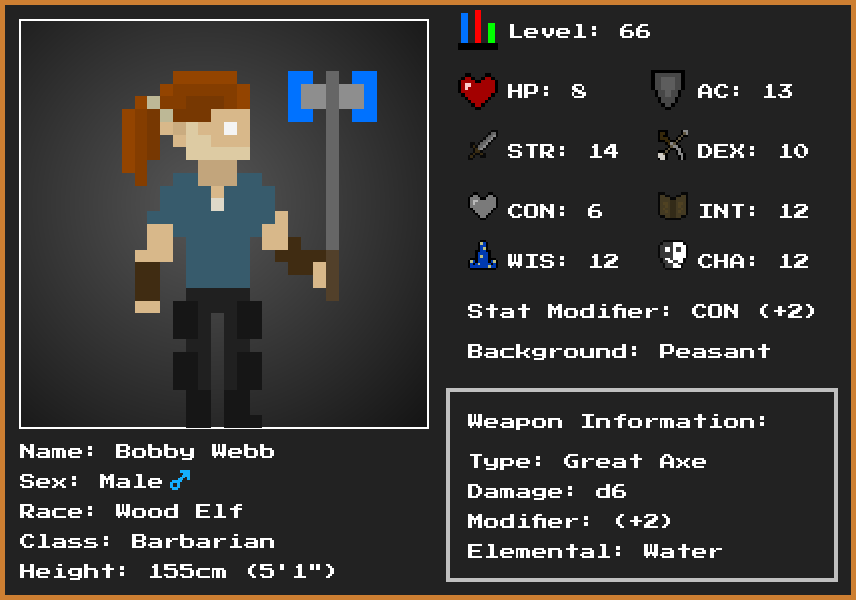 Level: 66
HP: 8 AC: 13
STR: 14 DEX: 10
CON: 6 INT: 12
WIS: 12 CHA: 12
Stat Modifier: CON (+2)
Background: Peasant
Weapon Information:
Type: Great Axe
Damage: d6
Modifier: (+2)
Elemental: Water
Name: Bobby Webb
Sex: Male ♂
Race: Wood Elf
Class: Barbarian
Height: 155cm (5'1")